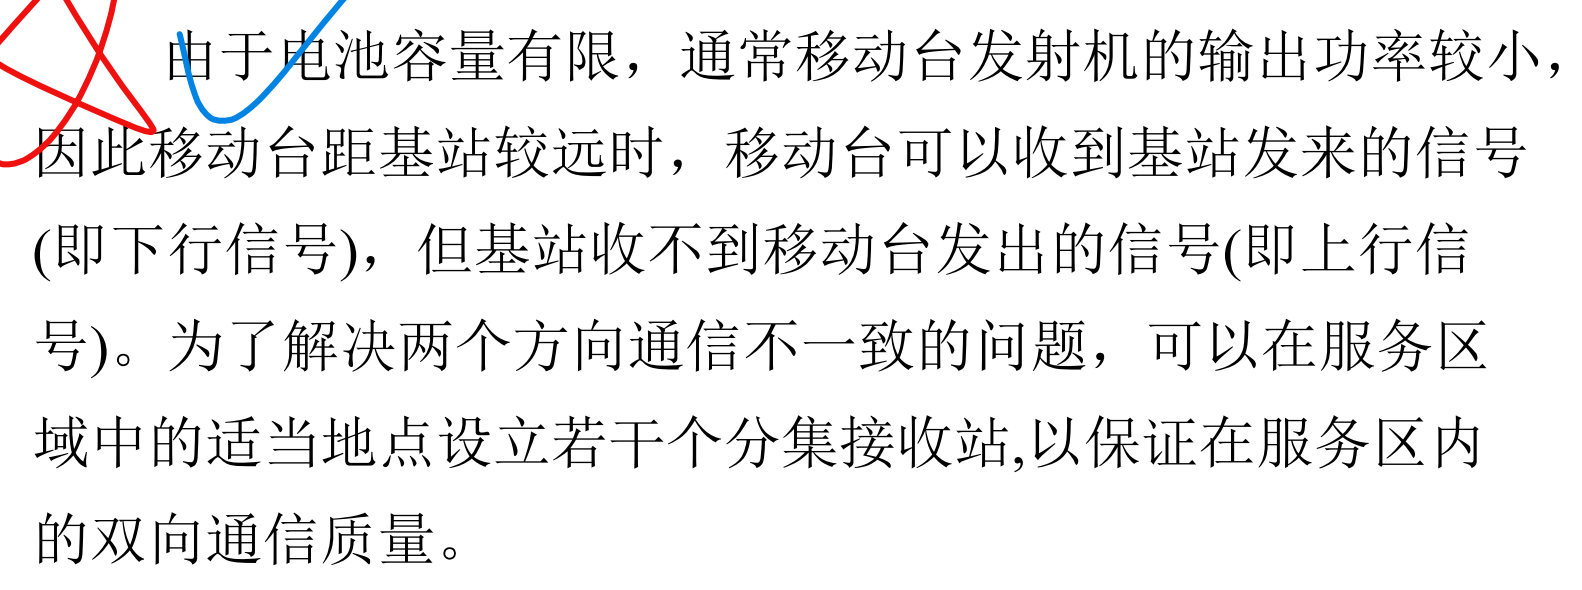 由于电池容量有限，通常移动台发射机的输出功率较小，
因此移动台距基站较远时，移动台可以收到基站发来的信号
(即下行信号)，但基站收不到移动台发出的信号(即上行信
号)。为了解决两个方向通信不一致的问题，可以在服务区
域中的适当地点设立若干个分集接收站,以保证在服务区内
的双向通信质量。